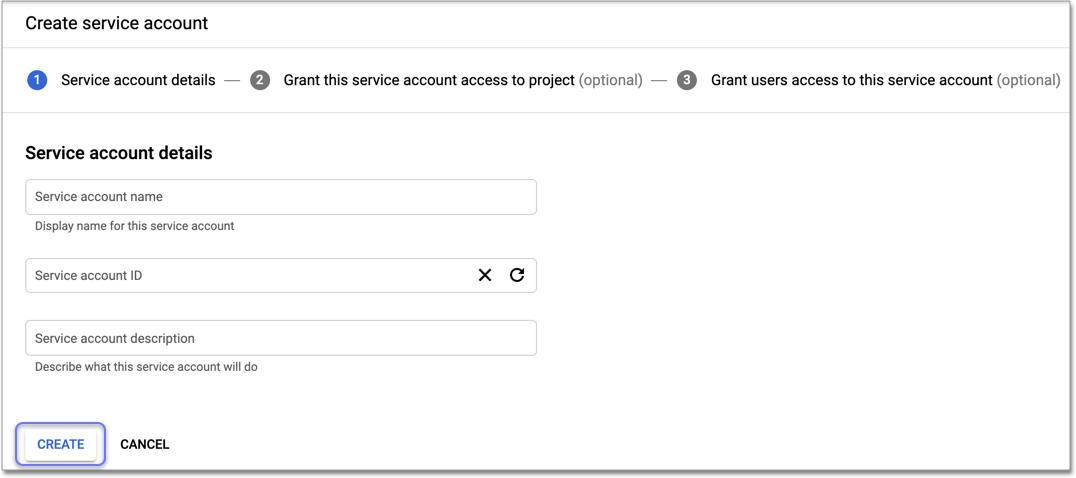 Create service account
1 Service account details — 2 Grant this service account access to project (optional) — 3 Grant users access to this service account (optional)
Service account details
Service account name
Display name for this service account
Service account ID
Service account description
Describe what this service account will do
CREATE CANCEL